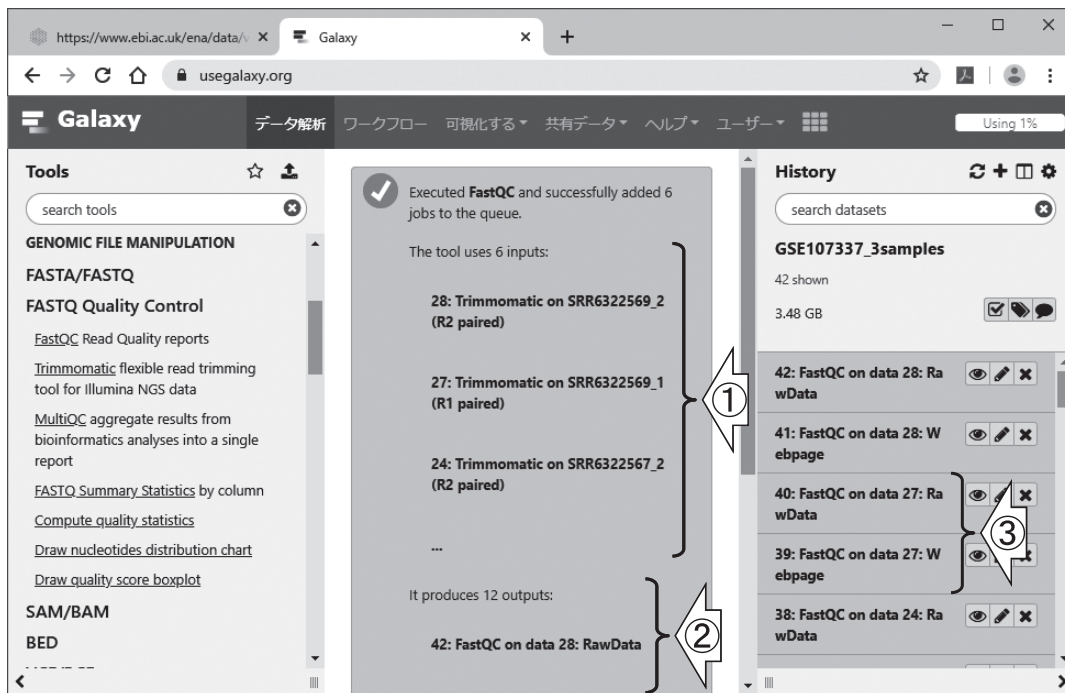 https://www.ebi.ac.uk/ena/data/v
Galaxy
usegalaxy.org
Galaxy
データ解析 ワークフロー 可視化する 共有データ ヘルプ ユーザー
Using 1%
Tools
search tools
GENOMIC FILE MANIPULATION
FASTA/FASTQ
FASTQ Quality Control
FastQC Read Quality reports
Trimmomatic flexible read trimming
tool for Illumina NGS data
MultiQC aggregate results from
bioinformatics analyses into a single
report
FASTQ Summary Statistics by column
Compute quality statistics
Draw nucleotides distribution chart
Draw quality score boxplot
SAM/BAM
BED
Executed FastQC and successfully added 6
jobs to the queue.
The tool uses 6 inputs:
28: Trimmomatic on SRR6322569_2
(R2 paired)
27: Trimmomatic on SRR6322569_1
(R1 paired)
24: Trimmomatic on SRR6322567_2
(R2 paired)
...
①
It produces 12 outputs:
42: FastQC on data 28: RawData
②
History
search datasets
GSE107337_3samples
42 shown
3.48 GB
42: FastQC on data 28: Ra
wData
41: FastQC on data 28: W
ebpage
40: FastQC on data 27: Ra
wData
39: FastQC on data 27: W
ebpage
③
38: FastQC on data 24: Ra
wData